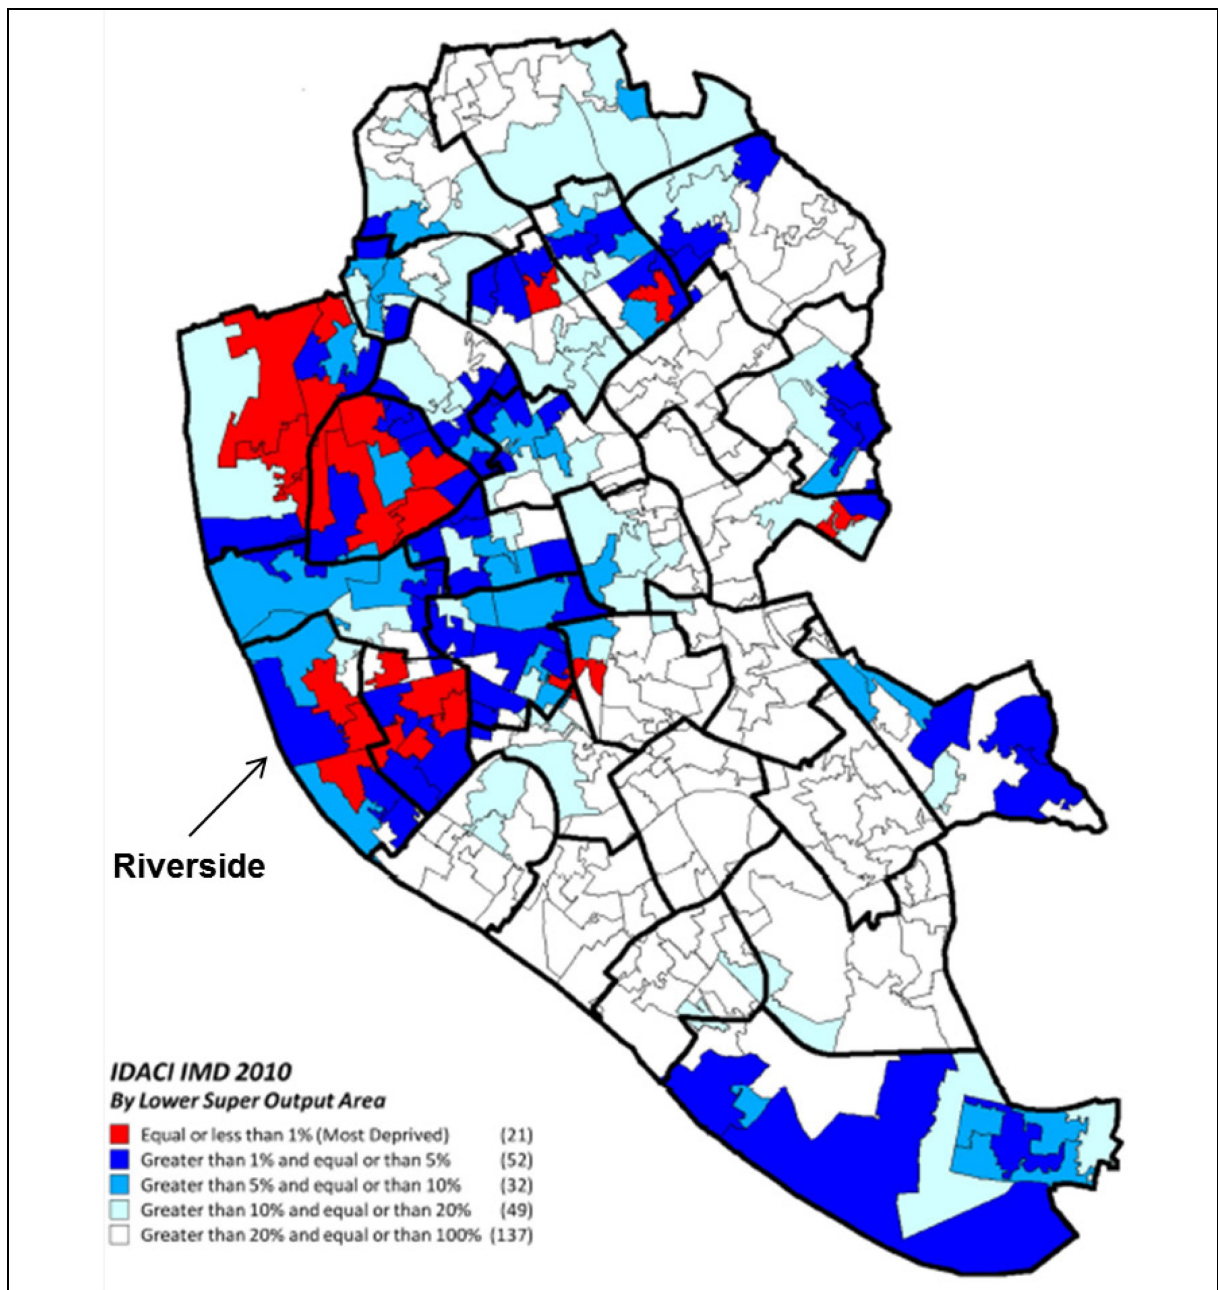 Riverside
IDACI IMD 2010
By Lower Super Output Area
Equal or less than 1% (Most Deprived) (21)
Greater than 1% and equal or than 5% (52)
Greater than 5% and equal or than 10% (32)
Greater than 10% and equal or than 20% (49)
Greater than 20% and equal or than 100% (137)